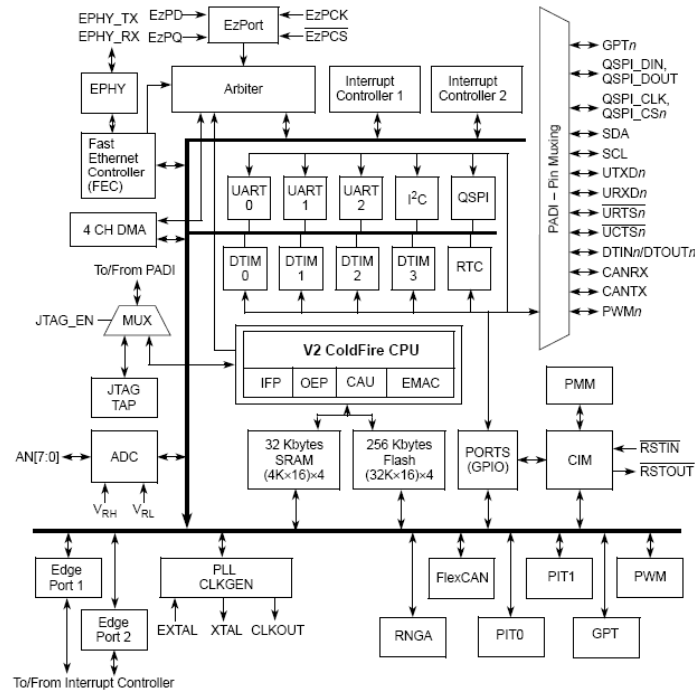 EPHY_TX
EPHY_RX
EzPD
EzPQ
EzPort
EzPCK
EzPCS
EPHY
Arbiter
Interrupt
Controller 1
Interrupt
Controller 2
Fast
Ethernet
Controller
(FEC)
4 CH DMA
UART
0
UART
1
UART
2
I²C
QSPI
DTIM
0
DTIM
1
DTIM
2
DTIM
3
RTC
PADI – Pin Muxing
GPTn
QSPI_DIN,
QSPI_DOUT
QSPI_CLK,
QSPI_CSn
SDA
SCL
UTXDn
URXDn
URTSn
UCTSn
DTINn/DTOUTn
CANRX
CANTX
PWMn
To/From PADI
JTAG_EN
MUX
JTAG
TAP
V2 ColdFire CPU
IFP
OEP
CAU
EMAC
PMM
AN[7:0]
ADC
VRH
VRL
32 Kbytes
SRAM
(4K×16)×4
256 Kbytes
Flash
(32K×16)×4
PORTS
(GPIO)
CIM
RSTIN
RSTOUT
Edge
Port 1
Edge
Port 2
PLL
CLKGEN
EXTAL
XTAL
CLKOUT
FlexCAN
PIT1
PWM
RNGA
PIT0
GPT
To/From Interrupt Controller